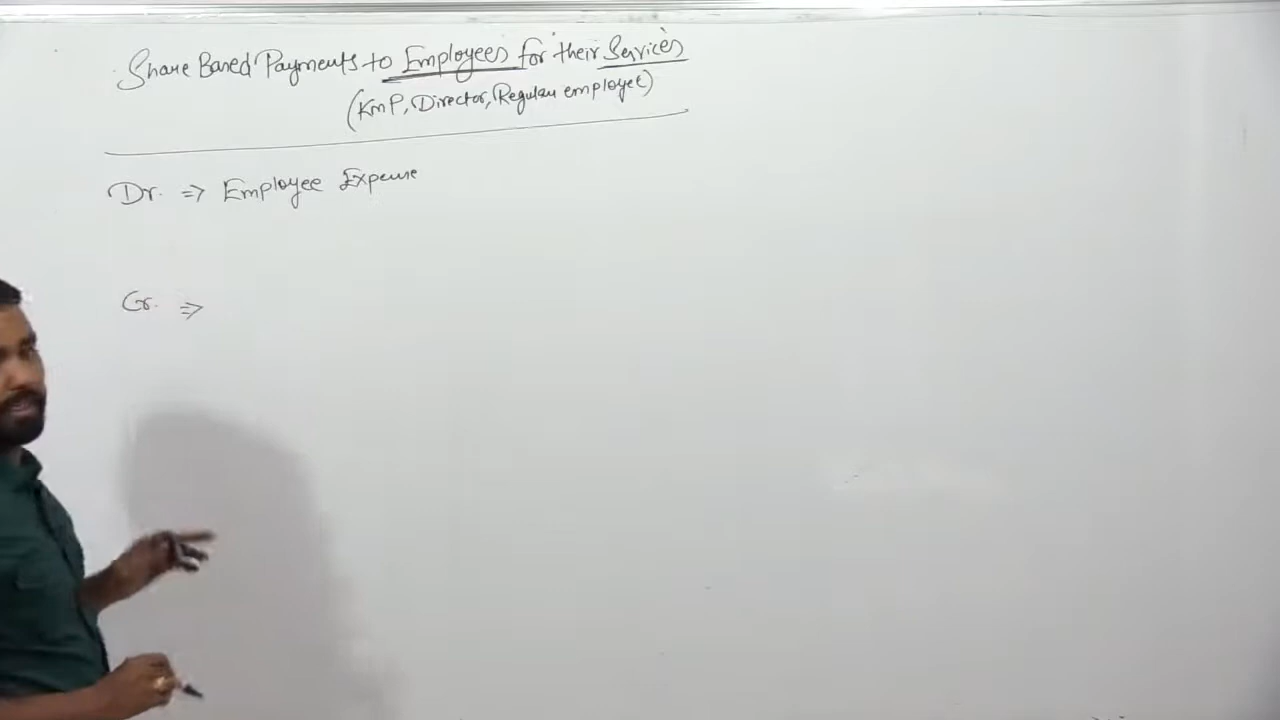 Share Based Payments to Employees for their Services
(KMP, Director, Regular employee)
Dr. ⇒ Employee Expense
Cr. ⇒